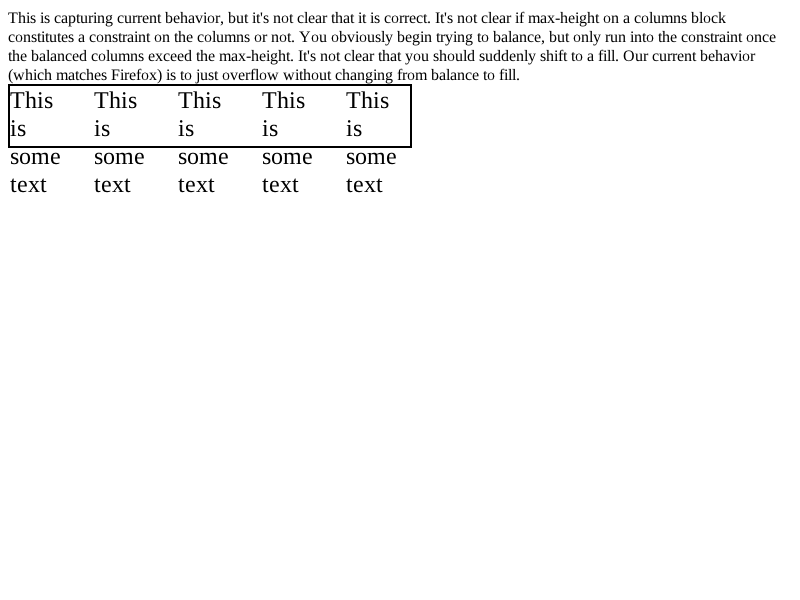 This is capturing current behavior, but it's not clear that it is correct. It's not clear if max-height on a columns block
constitutes a constraint on the columns or not. You obviously begin trying to balance, but only run into the constraint once
the balanced columns exceed the max-height. It's not clear that you should suddenly shift to a fill. Our current behavior
(which matches Firefox) is to just overflow without changing from balance to fill.
This
is
some
text
This
is
some
text
This
is
some
text
This
is
some
text
This
is
some
text